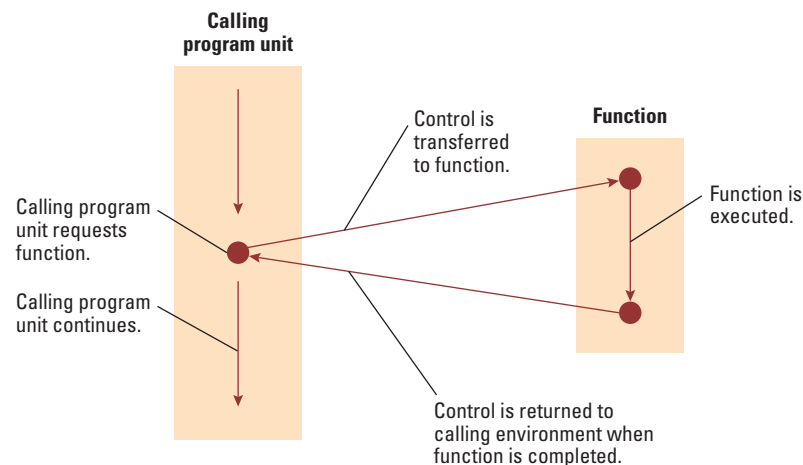 Calling
program unit
Control is
transferred
to function.
Function
Calling program
unit requests
function.
Function is
executed.
Calling program
unit continues.
Control is returned to
calling environment when
function is completed.